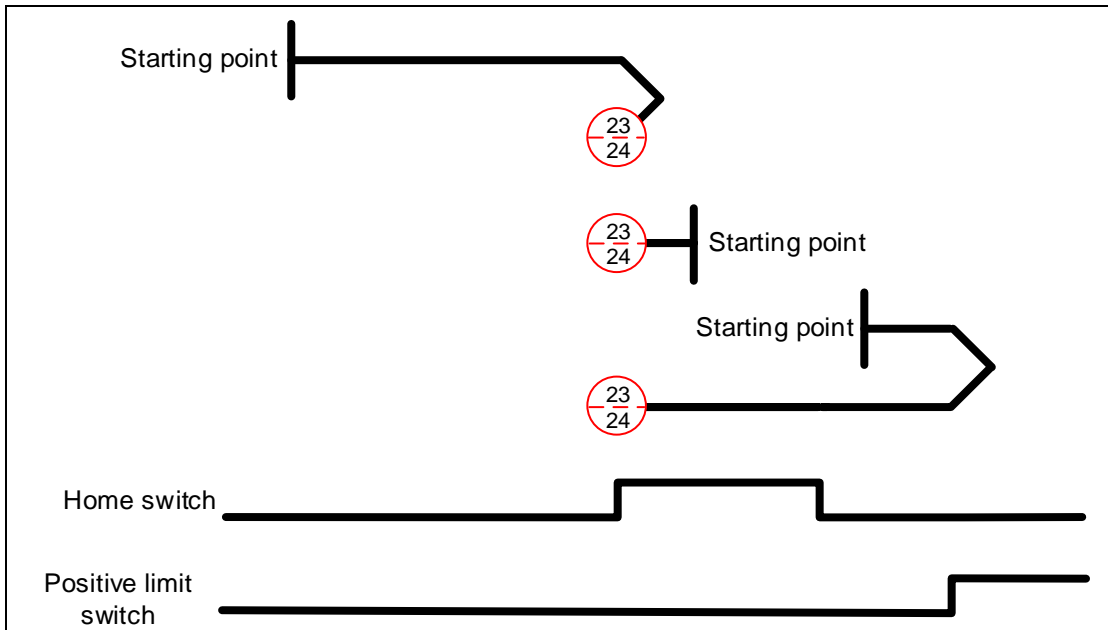 Starting point
23
24
23
24
Starting point
Starting point
23
24
Home switch
Positive limit
switch